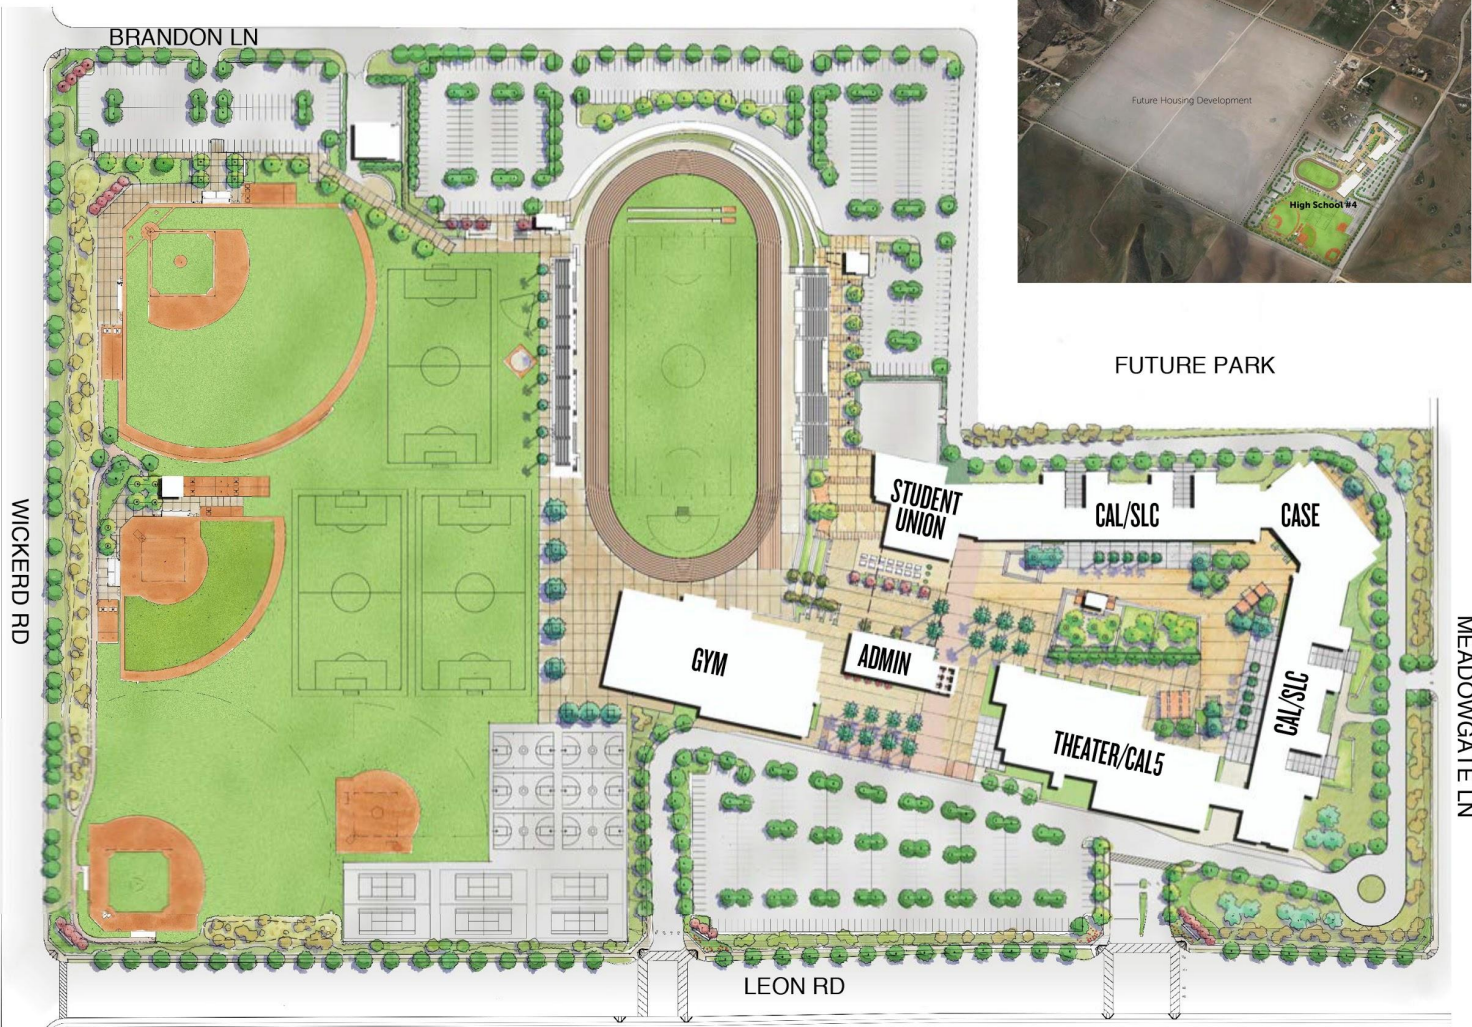 BRANDON LN
Future Housing Development
High School #4
FUTURE PARK
WICKERD RD
STUDENT
UNION
CAL/SLC
CASE
GYM
ADMIN
CAL/SLC
THEATER/CAL5
MEADOWGATE LN
LEON RD